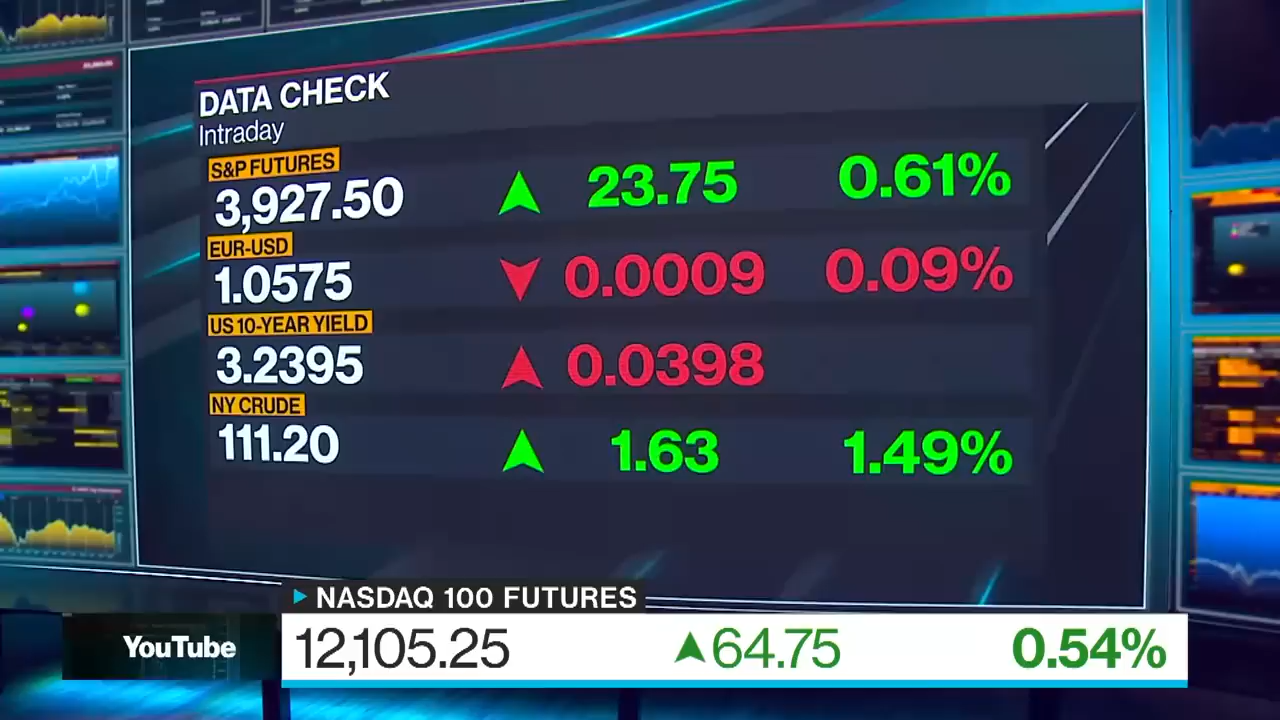 DATA CHECK
Intraday
S&P FUTURES
3,927.50 ▲ 23.75 0.61%
EUR-USD
1.0575 ▼ 0.0009 0.09%
US 10-YEAR YIELD
3.2395 ▲ 0.0398
NY CRUDE
111.20 ▲ 1.63 1.49%
NASDAQ 100 FUTURES
YouTube 12,105.25 ▲64.75 0.54%